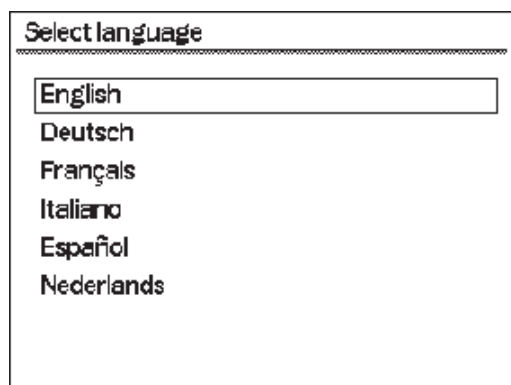 Select language
English
Deutsch
Français
Italiano
Español
Nederlands